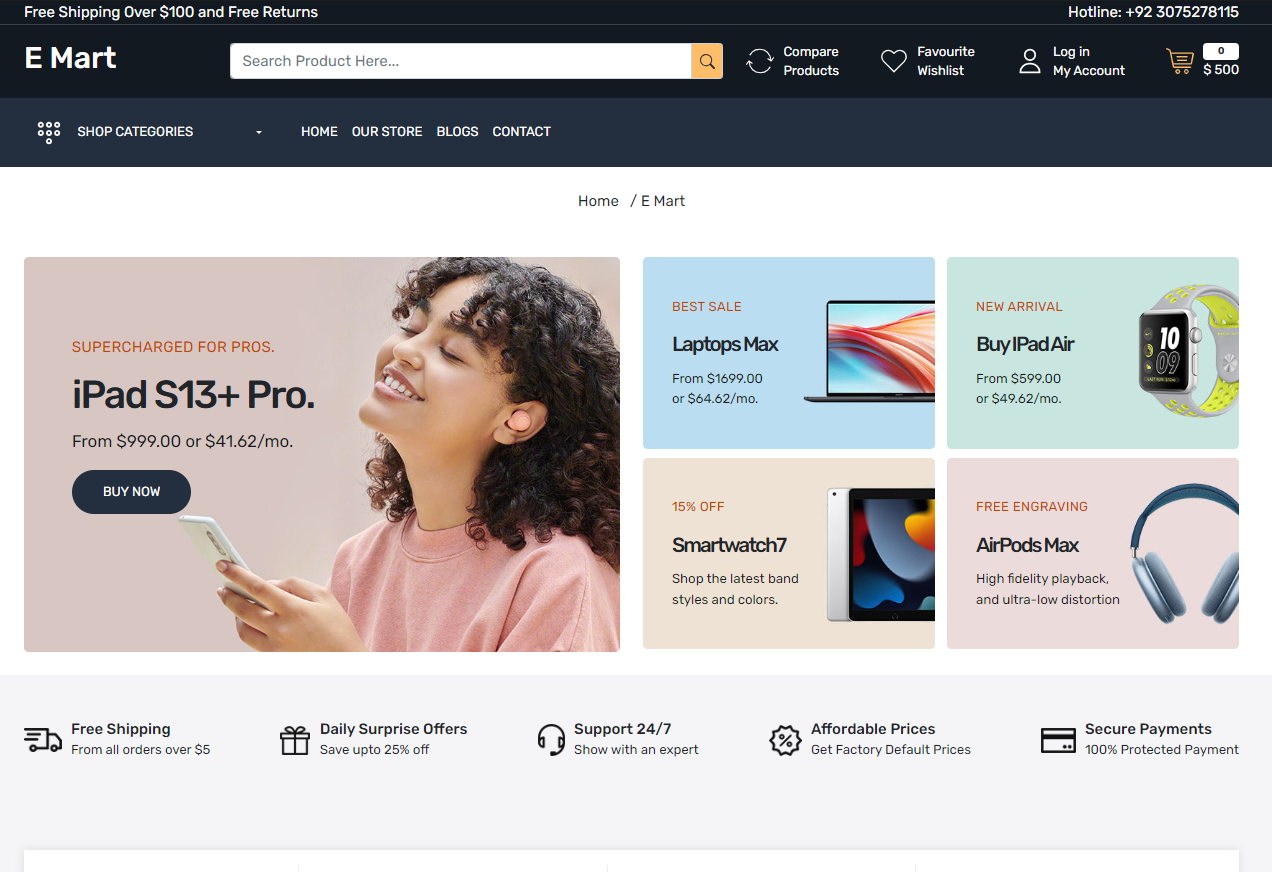 Free Shipping Over $100 and Free Returns
Hotline: +92 3075278115
E Mart
Search Product Here...
Compare
Products
Favourite
Wishlist
Log in
My Account
0
$ 500
SHOP CATEGORIES
HOME OUR STORE BLOGS CONTACT
Home / E Mart
SUPERCHARGED FOR PROS.
iPad S13+ Pro.
From $999.00 or $41.62/mo.
BUY NOW
BEST SALE
Laptops Max
From $1699.00
or $64.62/mo.
NEW ARRIVAL
Buy IPad Air
From $599.00
or $49.62/mo.
10
09
15% OFF
Smartwatch7
Shop the latest band
styles and colors.
FREE ENGRAVING
AirPods Max
High fidelity playback,
and ultra-low distortion
Free Shipping
From all orders over $5
Daily Surprise Offers
Save upto 25% off
Support 24/7
Show with an expert
Affordable Prices
Get Factory Default Prices
Secure Payments
100% Protected Payment